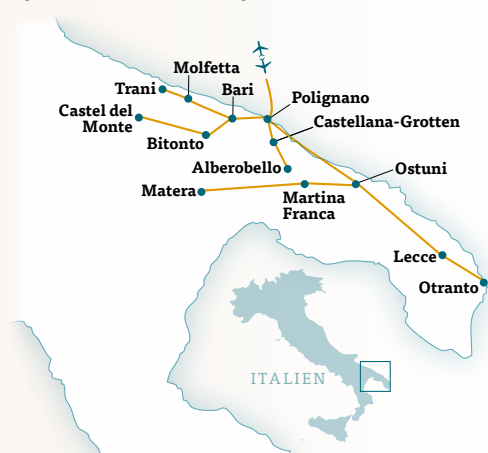 Molfetta
Trani
Bari
Polignano
Castel del
Monte
Castellana-Grotten
Bitonto
Alberobello
Ostuni
Matera
Martina
Franca
Lecce
Otranto
ITALIEN